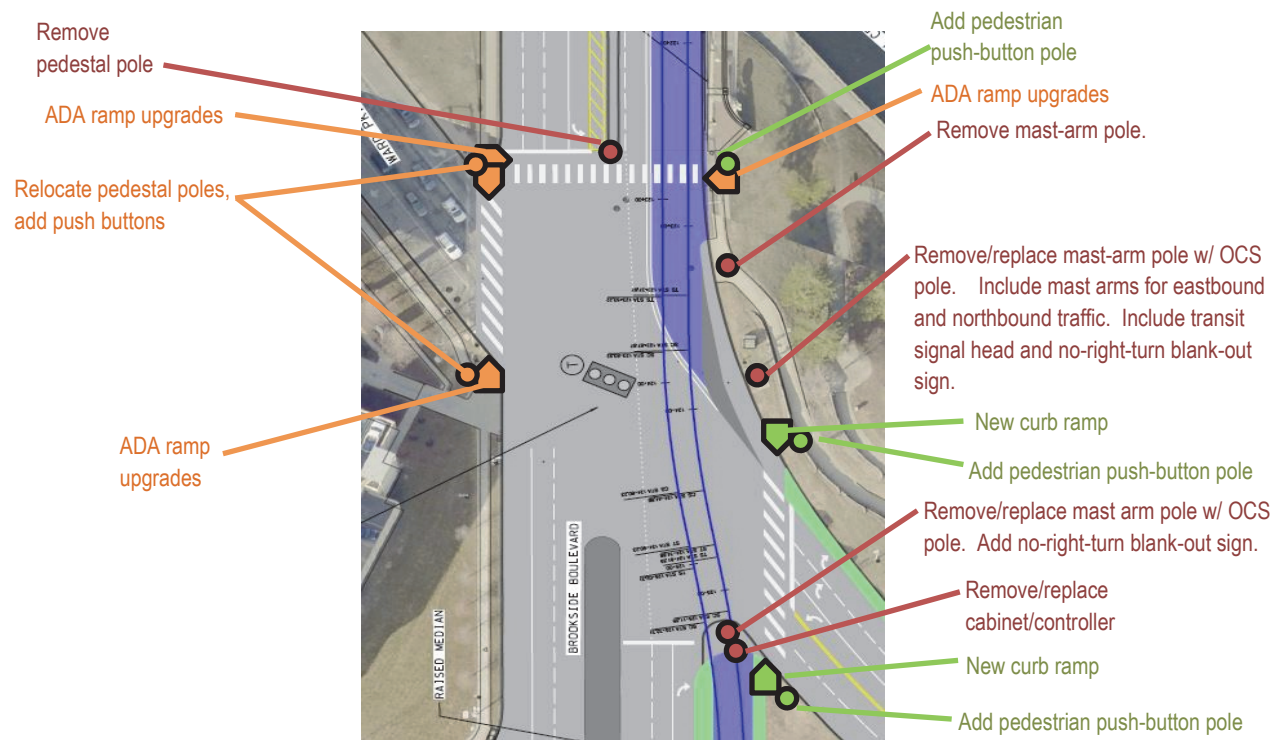 Remove
pedestal pole
ADA ramp upgrades
Relocate pedestal poles,
add push buttons
ADA ramp
upgrades
Add pedestrian
push-button pole
ADA ramp upgrades
Remove mast-arm pole.
Remove/replace mast-arm pole w/ OCS
pole. Include mast arms for eastbound
and northbound traffic. Include transit
signal head and no-right-turn blank-out
sign.
New curb ramp
Add pedestrian push-button pole
Remove/replace mast arm pole w/ OCS
pole. Add no-right-turn blank-out sign.
Remove/replace
cabinet/controller
New curb ramp
Add pedestrian push-button pole
T
BROOKSIDE BOULEVARD
RAISED MEDIAN